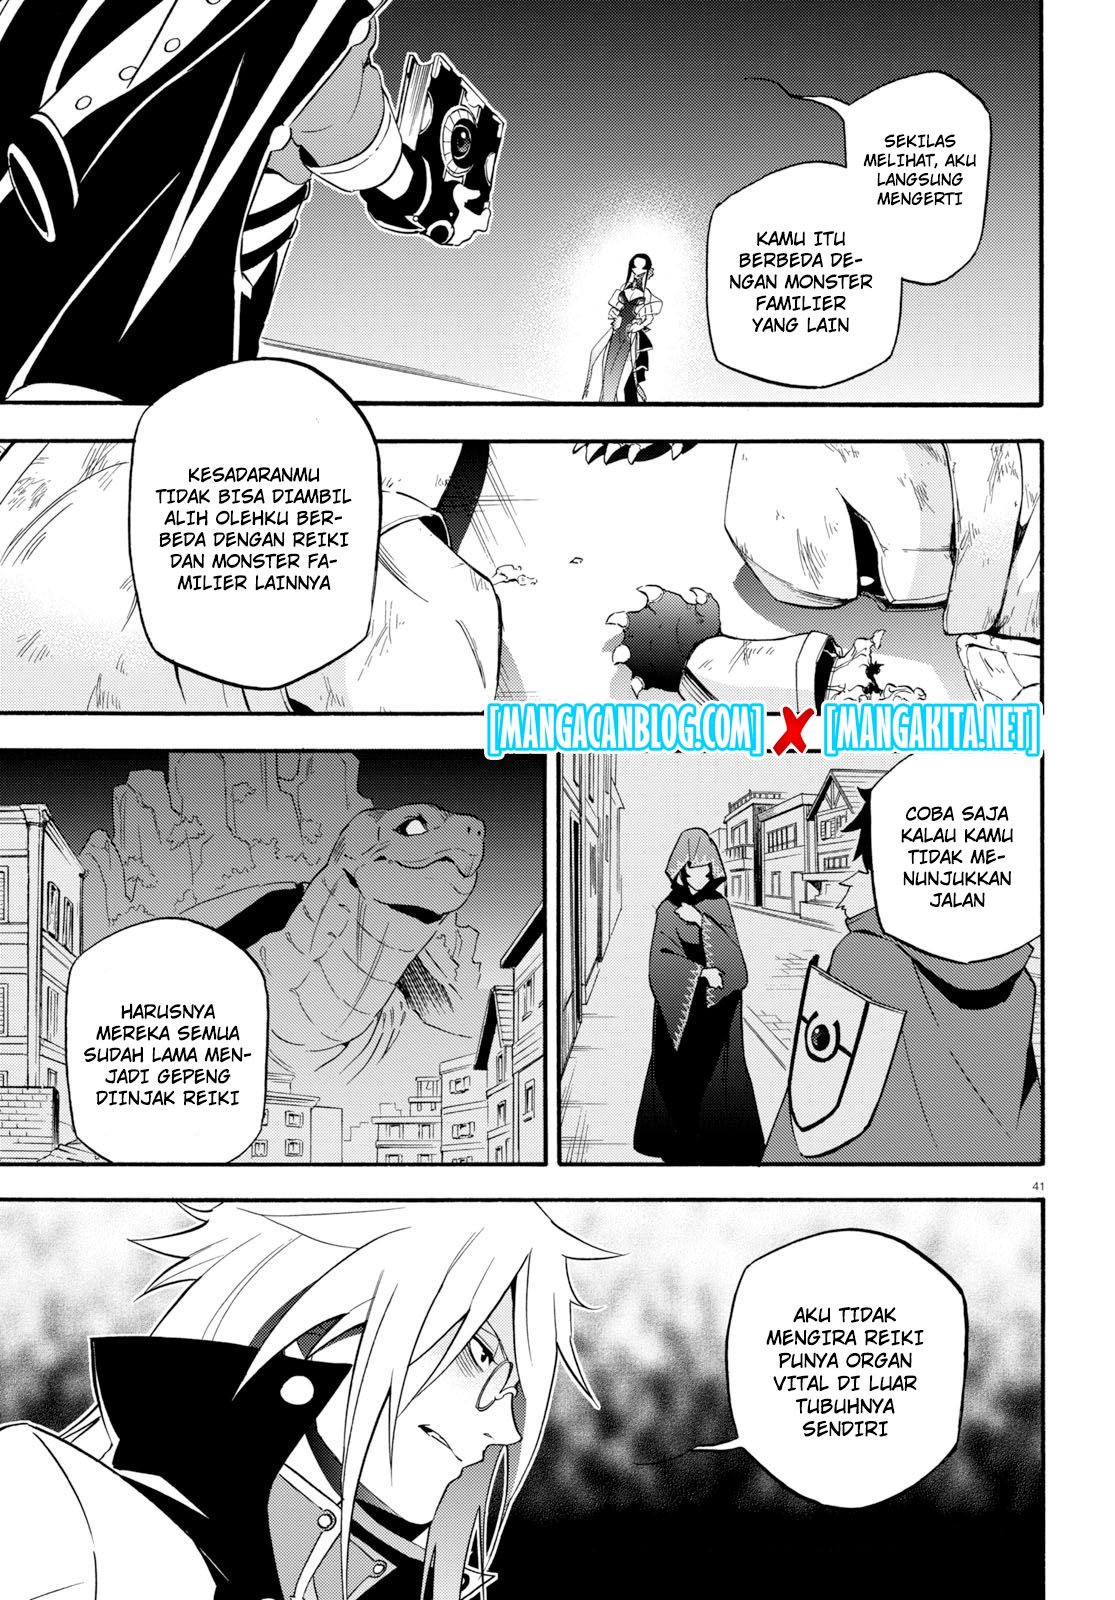 SEKILAS
MELIHAT, AKU
LANGSUNG
MENGERTI
KAMU ITU
BERBEDA DE-
NGAN MONSTER
FAMILIER
YANG LAIN
KESADARANMU
TIDAK BISA DIAMBIL
ALIH OLEHKU BER-
BEDA DENGAN REIKI
DAN MONSTER FA-
MILIER LAINNYA
[MANGACANBLOG.COM] X [MANGAKITA.NET]
COBA SAJA
KALAU KAMU
TIDAK ME-
NUNJUKKAN
JALAN
HARUSNYA
MEREKA SEMUA
SUDAH LAMA MEN-
JADI GEPENG
DIINJAK REIKI
41
AKU TIDAK
MENGIRA REIKI
PUNYA ORGAN
VITAL DI LUAR
TUBUHNYA
SENDIRI